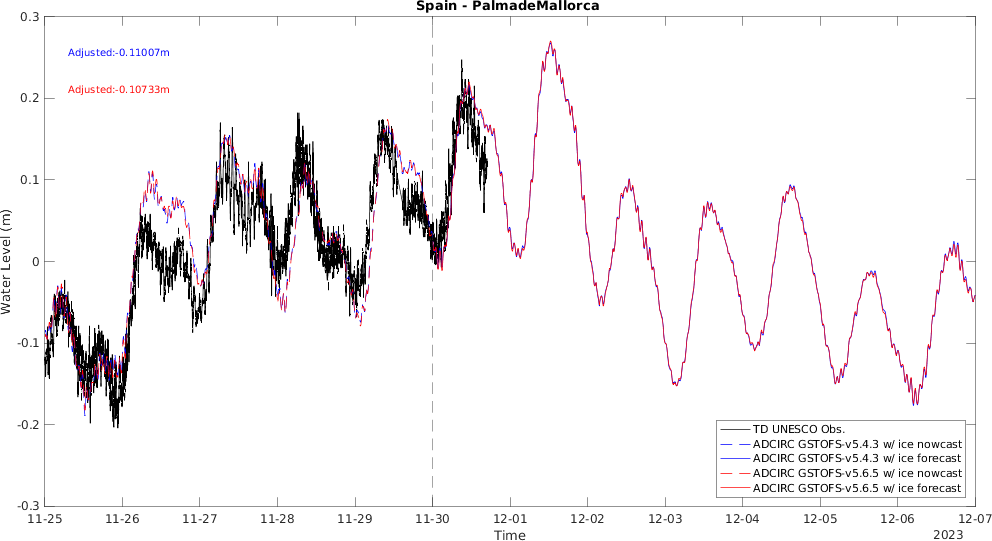 Spain - PalmadeMallorca
0.3
0.2
0.1
0
-0.1
-0.2
-0.3
Water Level (m)
Adjusted:-0.11007m
Adjusted:-0.10733m
TD UNESCO Obs.
ADCIRC GSTOFS-v5.4.3 w/ ice nowcast
ADCIRC GSTOFS-v5.4.3 w/ ice forecast
ADCIRC GSTOFS-v5.6.5 w/ ice nowcast
ADCIRC GSTOFS-v5.6.5 w/ ice forecast
11-25 11-26 11-27 11-28 11-29 11-30 12-01 12-02 12-03 12-04 12-05 12-06 12-07
Time
2023